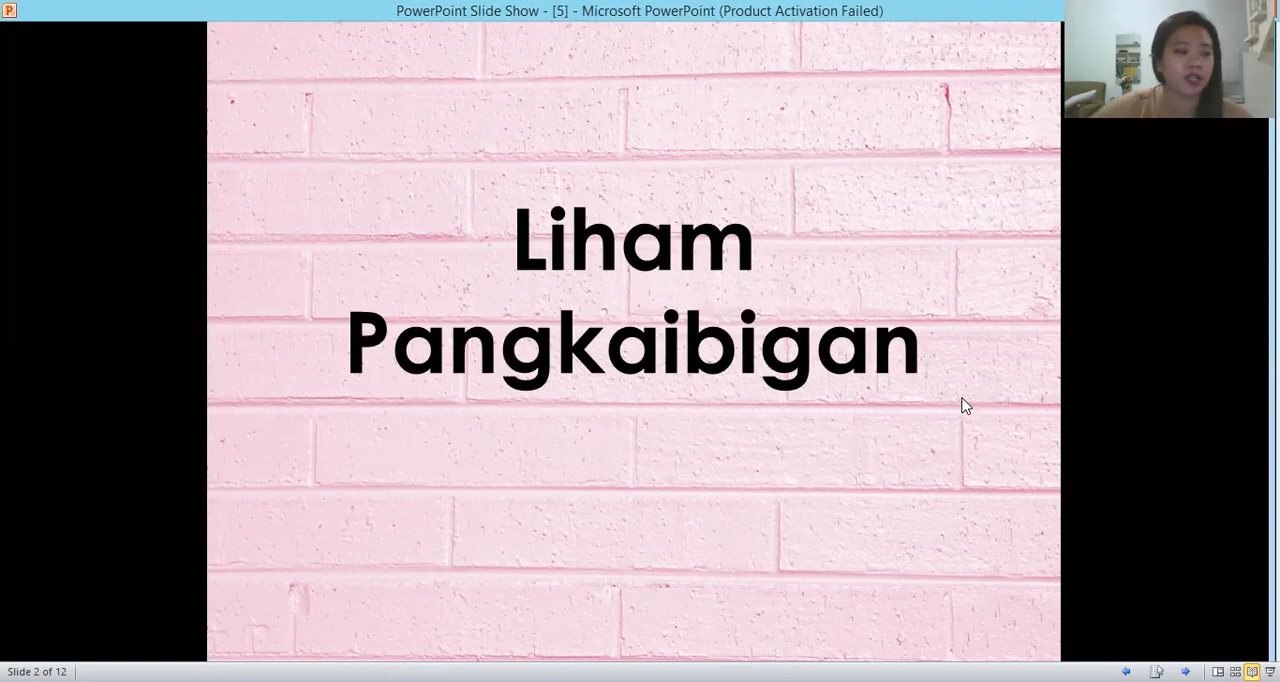 PowerPoint Slide Show - [5] - Microsoft PowerPoint (Product Activation Failed)
Liham
Pangkaibigan
Slide 2 of 12